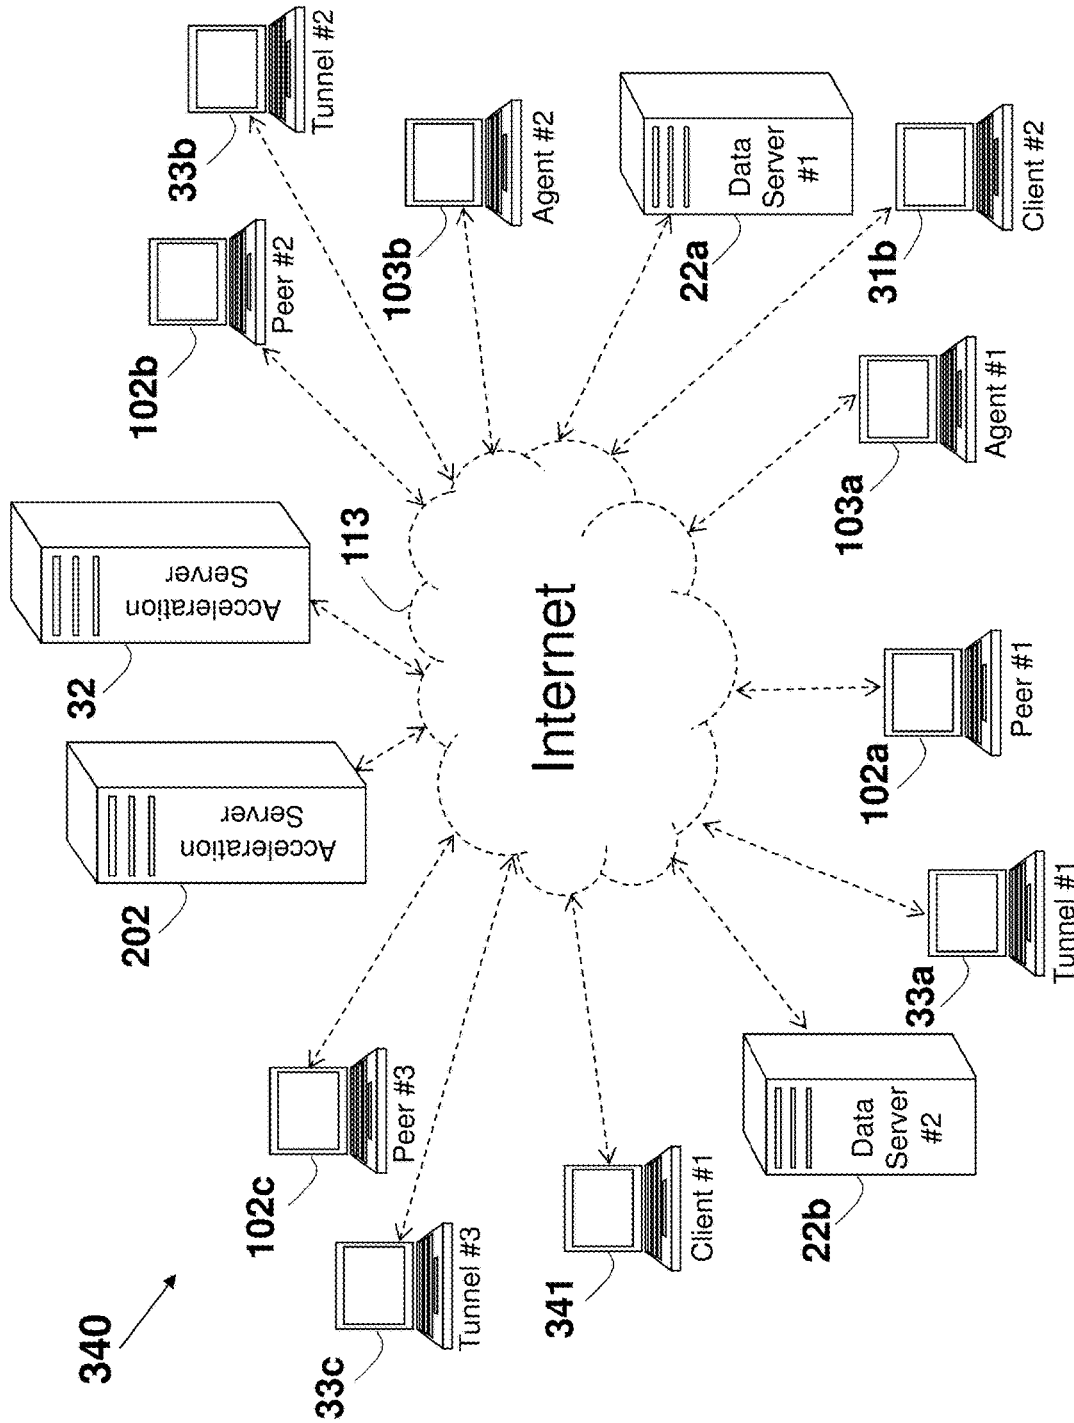 340
33c
Tunnel #3
102c
Peer #3
202
Acceleration
Server
32
Acceleration
Server
113
102b
Peer #2
33b
Tunnel #2
103b
Agent #2
22a
Data
Server
#1
31b
Client #2
103a
Agent #1
Internet
102a
Peer #1
33a
Tunnel #1
22b
Data
Server
#2
341
Client #1